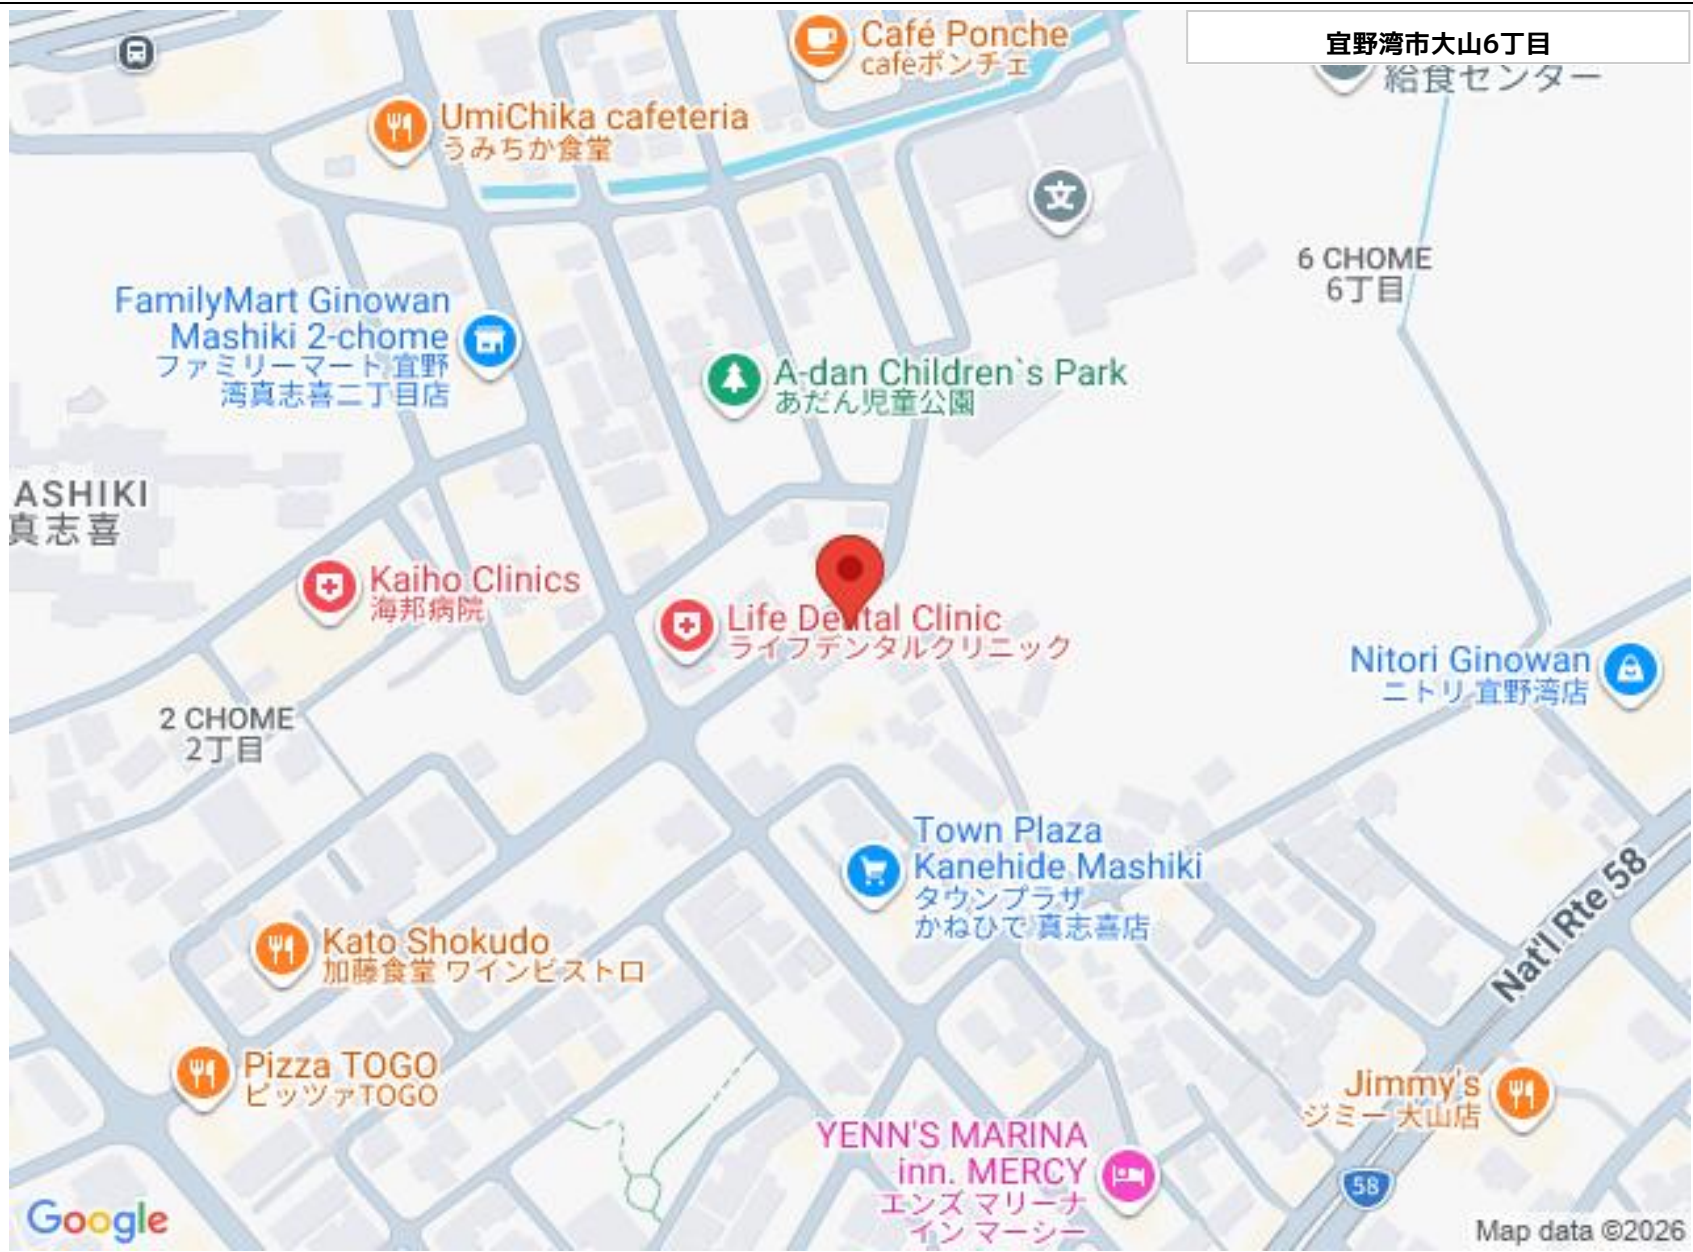 宜野湾市大山6丁目
Café Ponche
cafeポンチェ
給食センター
UmiChika cafeteria
うみちか食堂
文
6 CHOME
6丁目
FamilyMart Ginowan
Mashiki 2-chome
ファミリーマート 宜野
湾真志喜二丁目店
A-dan Children`s Park
あだん児童公園
ASHIKI
真志喜
Kaiho Clinics
海邦病院
Life Dental Clinic
ライフデンタルクリニック
Nitori Ginowan
ニトリ 宜野湾店
2 CHOME
2丁目
Town Plaza
Kanehide Mashiki
タウンプラザ
かねひで 真志喜店
Nat'l Rte 58
Kato Shokudo
加藤食堂 ワインビストロ
Pizza TOGO
ピッツァTOGO
Jimmy's
ジミー 大山店
YENN'S MARINA
inn. MERCY
エンズ マリーナ
イン マーシー
58
Google
Map data ©2026